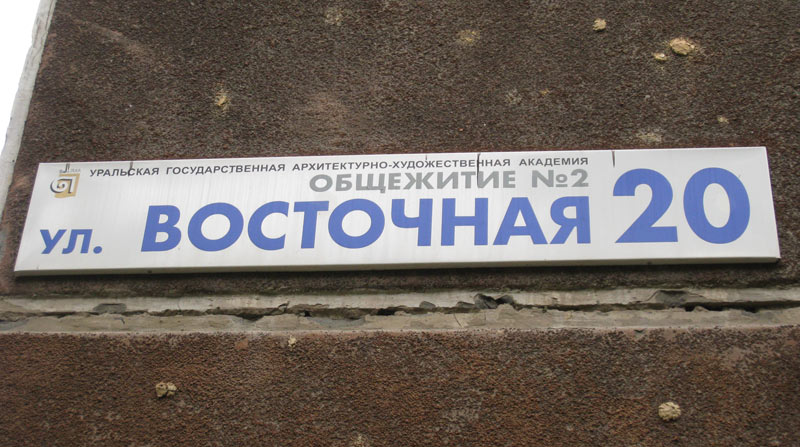 УРАЛЬСКАЯ ГОСУДАРСТВЕННАЯ АРХИТЕКТУРНО-ХУДОЖЕСТВЕННАЯ АКАДЕМИЯ
ОБЩЕЖИТИЕ №2
УЛ. ВОСТОЧНАЯ 20